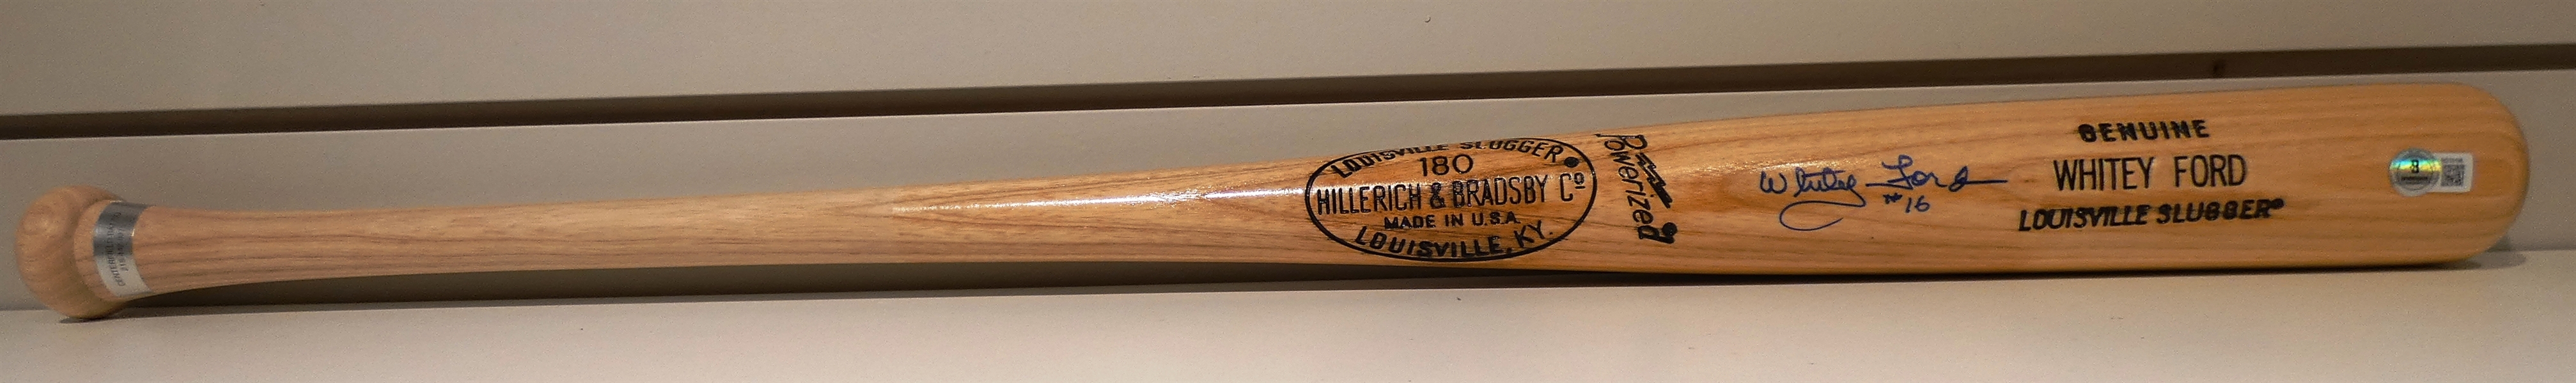 LOUISVILLE SLUGGER®
180
HILLERICH & BRADSBY Cº
MADE IN U.S.A.
LOUISVILLE, KY.
Powerized
Whitey Ford
#16
GENUINE
WHITEY FORD
LOUISVILLE SLUGGER®
B